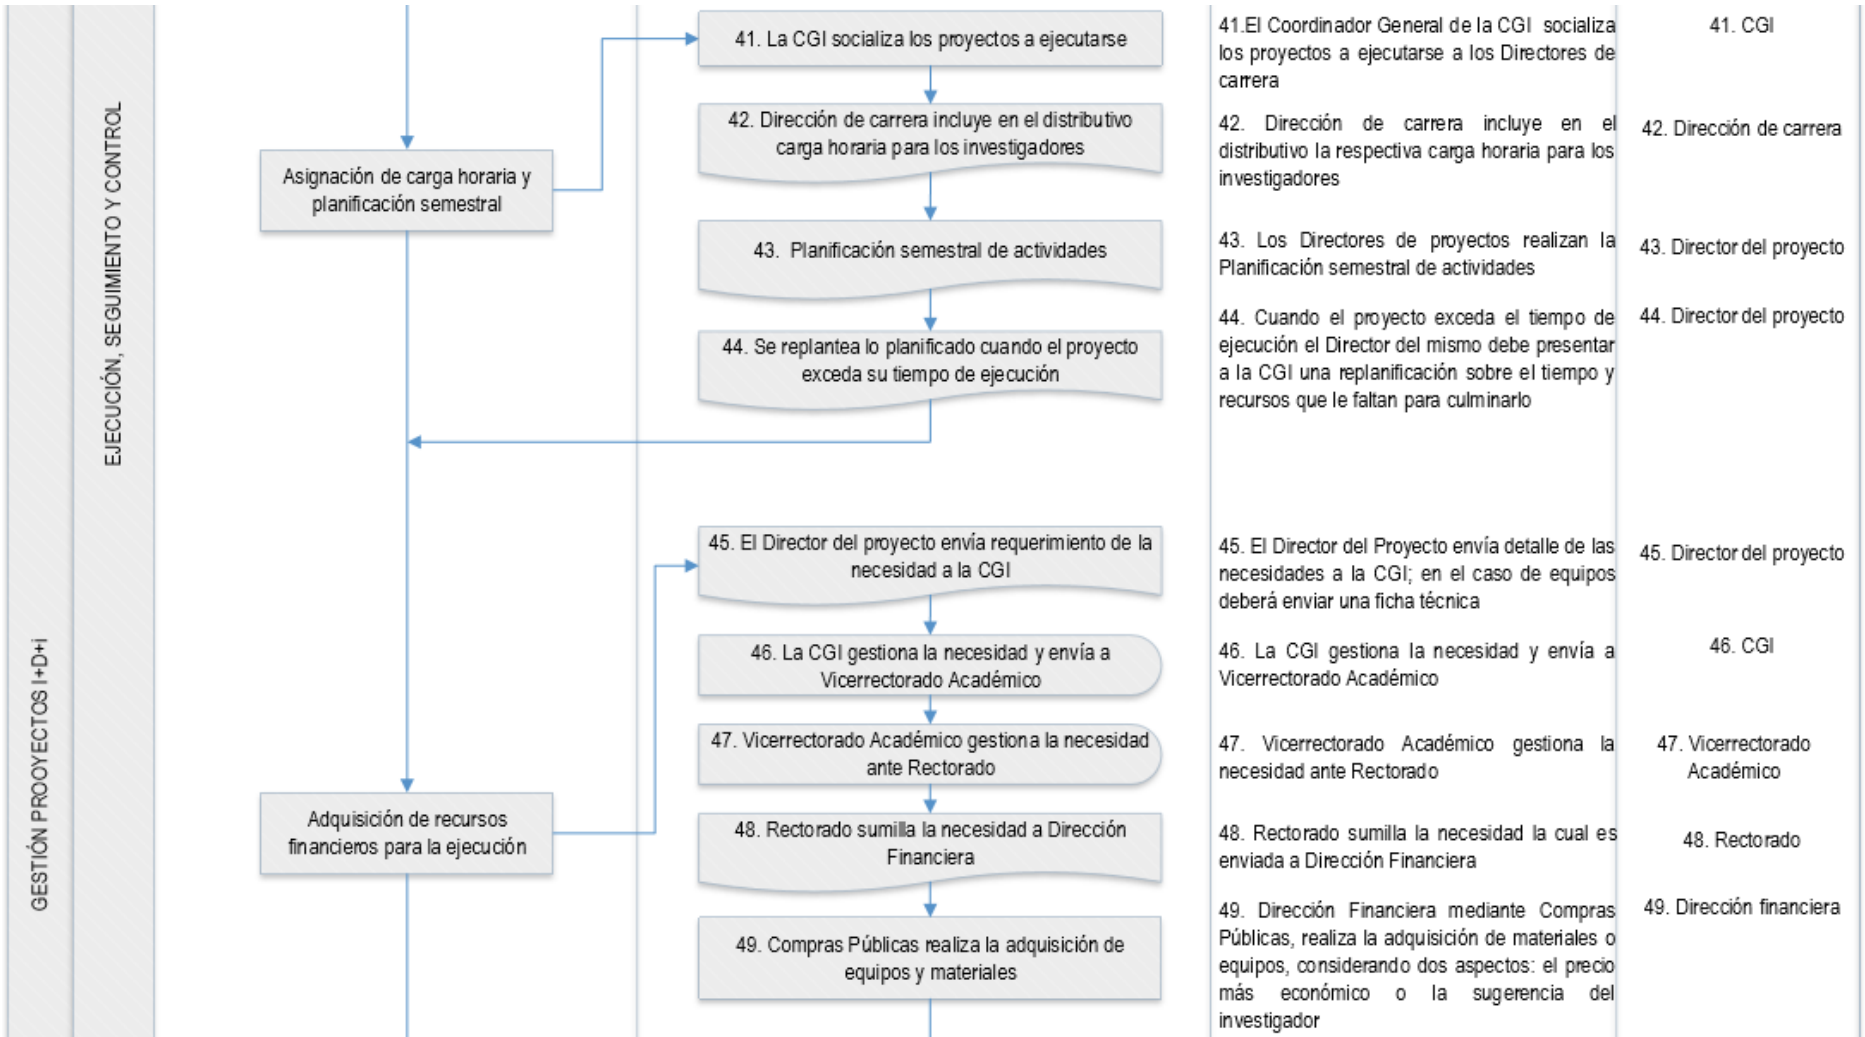 GESTIÓN PROOYECTOS I+D+i
EJECUCIÓN, SEGUIMIENTO Y CONTROL
Asignación de carga horaria y
planificación semestral
41. La CGI socializa los proyectos a ejecutarse
42. Dirección de carrera incluye en el distributivo
carga horaria para los investigadores
43. Planificación semestral de actividades
44. Se replantea lo planificado cuando el proyecto
exceda su tiempo de ejecución
41.El Coordinador General de la CGI socializa
los proyectos a ejecutarse a los Directores de
carrera
41. CGI
42. Dirección de carrera incluye en el
distributivo la respectiva carga horaria para los
investigadores
42. Dirección de carrera
43. Los Directores de proyectos realizan la
Planificación semestral de actividades
43. Director del proyecto
44. Cuando el proyecto exceda el tiempo de
ejecución el Director del mismo debe presentar
a la CGI una replanificación sobre el tiempo y
recursos que le faltan para culminarlo
44. Director del proyecto
Adquisición de recursos
financieros para la ejecución
45. El Director del proyecto envía requerimiento de la
necesidad a la CGI
46. La CGI gestiona la necesidad y envía a
Vicerrectorado Académico
47. Vicerrectorado Académico gestiona la necesidad
ante Rectorado
48. Rectorado sumilla la necesidad a Dirección
Financiera
49. Compras Públicas realiza la adquisición de
equipos y materiales
45. El Director del Proyecto envía detalle de las
necesidades a la CGI; en el caso de equipos
deberá enviar una ficha técnica
45. Director del proyecto
46. La CGI gestiona la necesidad y envía a
Vicerrectorado Académico
46. CGI
47. Vicerrectorado Académico gestiona la
necesidad ante Rectorado
47. Vicerrectorado
Académico
48. Rectorado sumilla la necesidad la cual es
enviada a Dirección Financiera
48. Rectorado
49. Dirección Financiera mediante Compras
Públicas, realiza la adquisición de materiales o
equipos, considerando dos aspectos: el precio
más económico o la sugerencia del
investigador
49. Dirección financiera